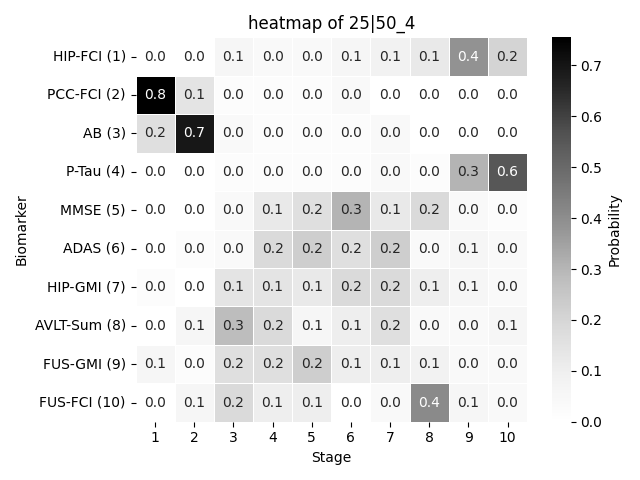 heatmap of 25|50_4
HIP-FCI (1) 0.0 0.0 0.1 0.0 0.0 0.1 0.1 0.1 0.4 0.2
PCC-FCI (2) 0.8 0.1 0.0 0.0 0.0 0.0 0.0 0.0 0.0 0.0
AB (3) 0.2 0.7 0.0 0.0 0.0 0.0 0.0 0.0 0.0 0.0
P-Tau (4) 0.0 0.0 0.0 0.0 0.0 0.0 0.0 0.0 0.3 0.6
MMSE (5) 0.0 0.0 0.0 0.1 0.2 0.3 0.1 0.2 0.0 0.0
ADAS (6) 0.0 0.0 0.0 0.2 0.2 0.2 0.2 0.0 0.1 0.0
HIP-GMI (7) 0.0 0.0 0.1 0.1 0.1 0.2 0.2 0.1 0.1 0.0
AVLT-Sum (8) 0.0 0.1 0.3 0.2 0.1 0.1 0.2 0.0 0.0 0.1
FUS-GMI (9) 0.1 0.0 0.2 0.2 0.2 0.1 0.1 0.1 0.0 0.0
FUS-FCI (10) 0.0 0.1 0.2 0.1 0.1 0.0 0.0 0.4 0.1 0.0
1 2 3 4 5 6 7 8 9 10
Stage
Biomarker
0.7
0.6
0.5
0.4
0.3
0.2
0.1
0.0
Probability